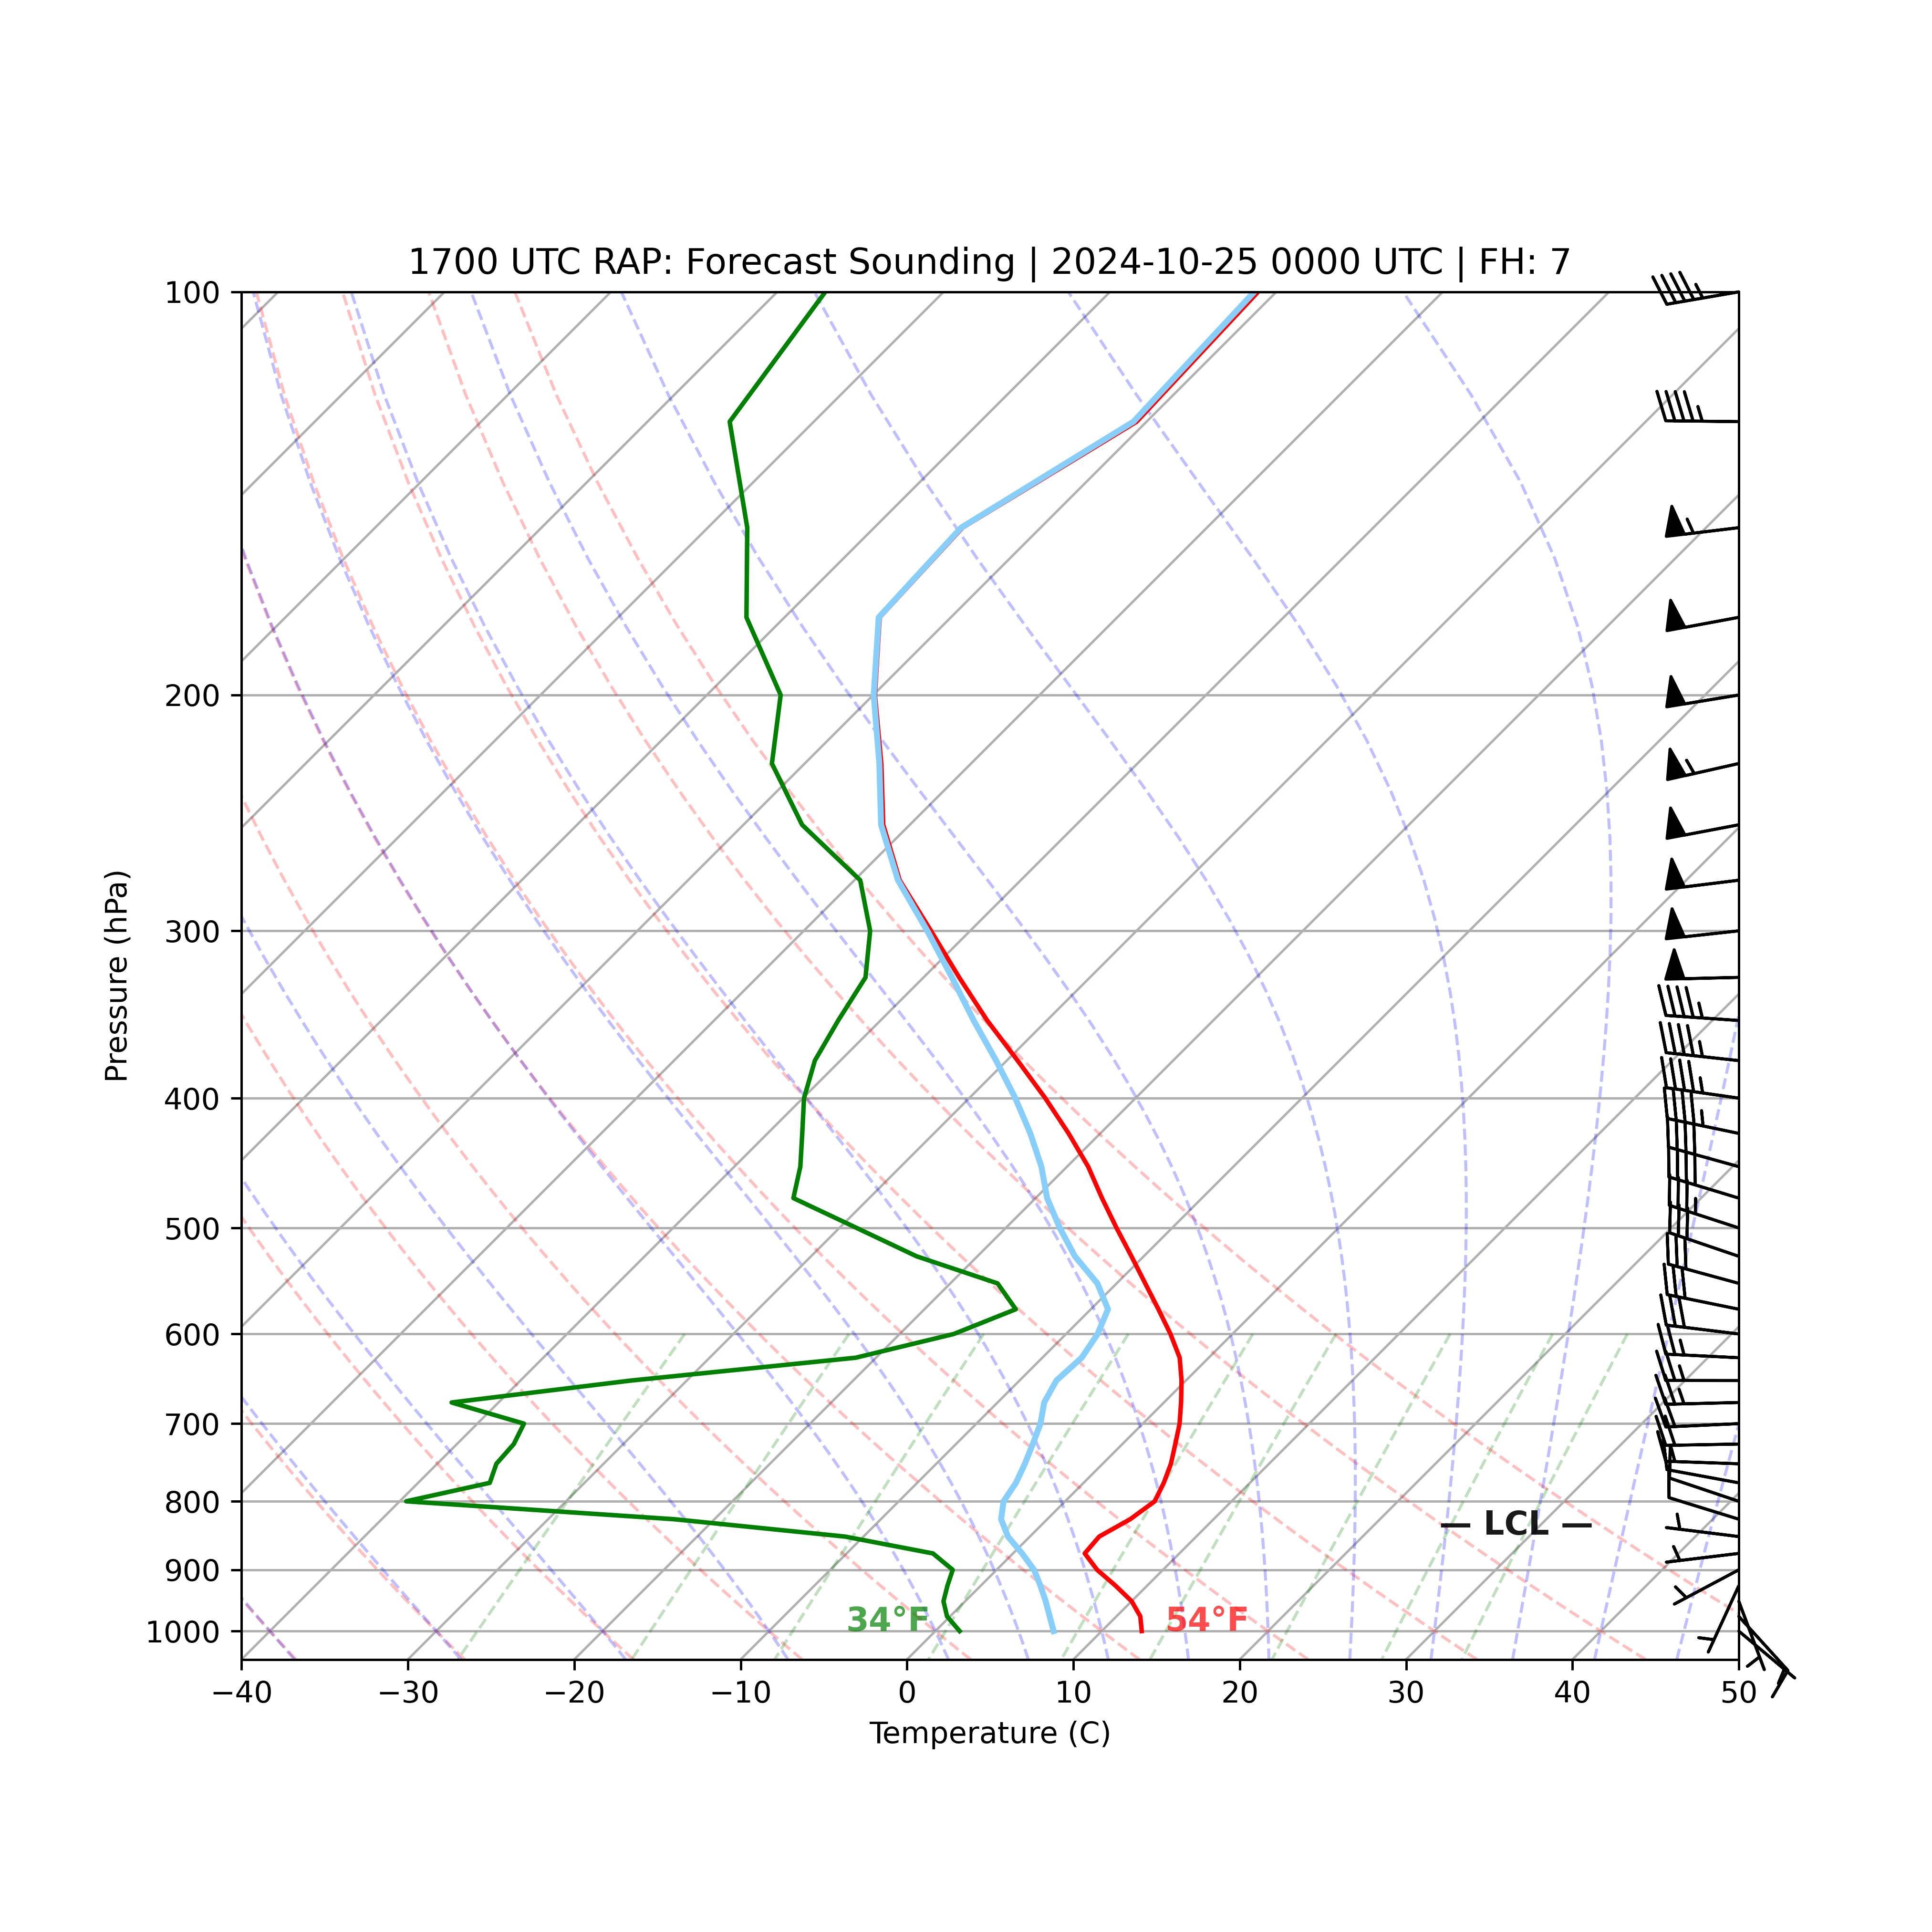 1700 UTC RAP: Forecast Sounding | 2024-10-25 0000 UTC | FH: 7
100
200
300
400
500
600
700
800
900
1000
Pressure (hPa)
— LCL —
34°F
54°F
−40 −30 −20 −10 0 10 20 30 40 50
Temperature (C)